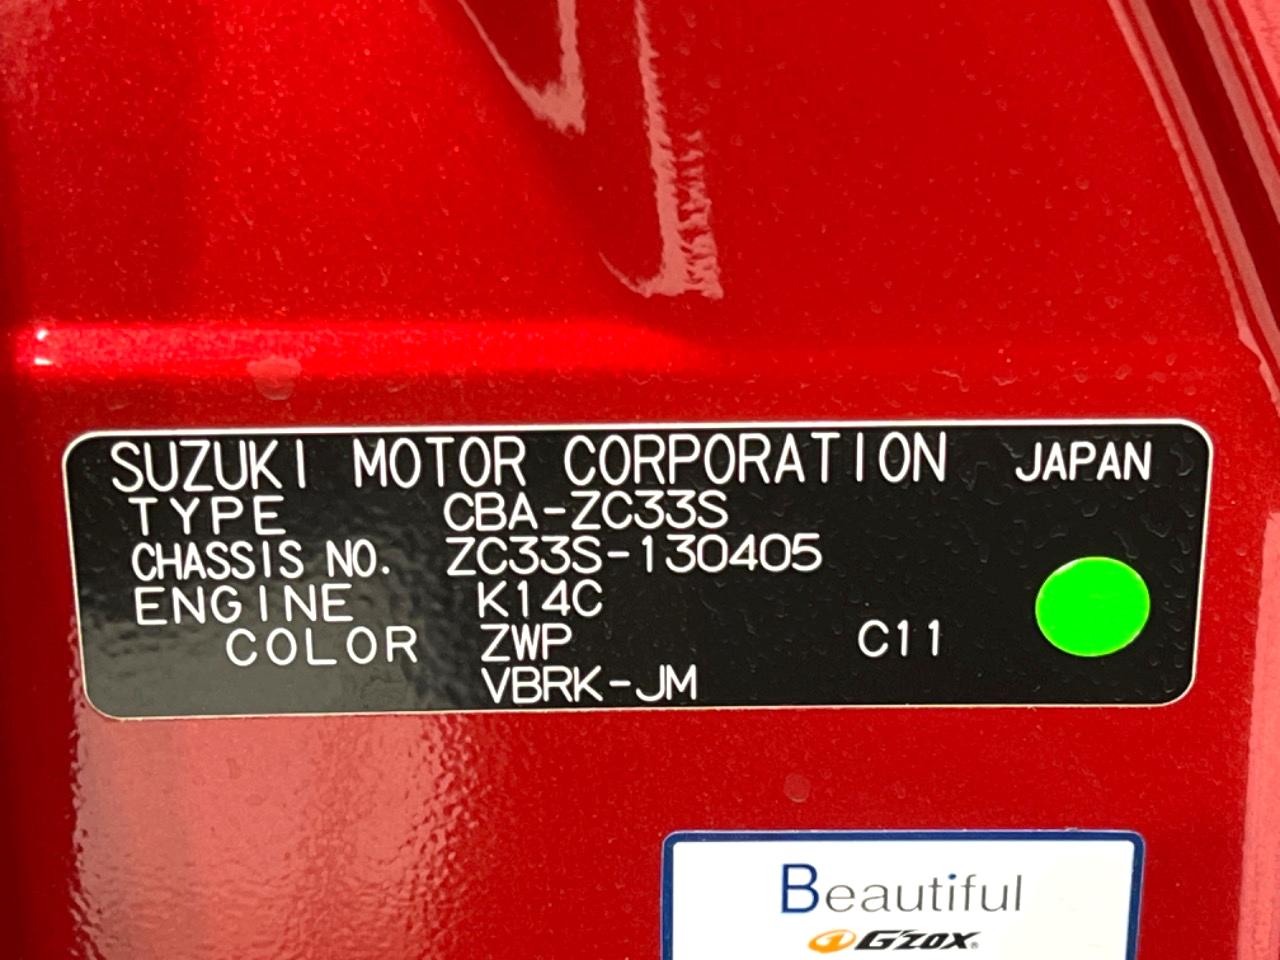 SUZUKI MOTOR CORPORATION JAPAN
TYPE CBA-ZC33S
CHASSIS NO. ZC33S-130405
ENGINE K14C
COLOR ZWP C11
VBRK-JM
Beautiful
G'ZOX®